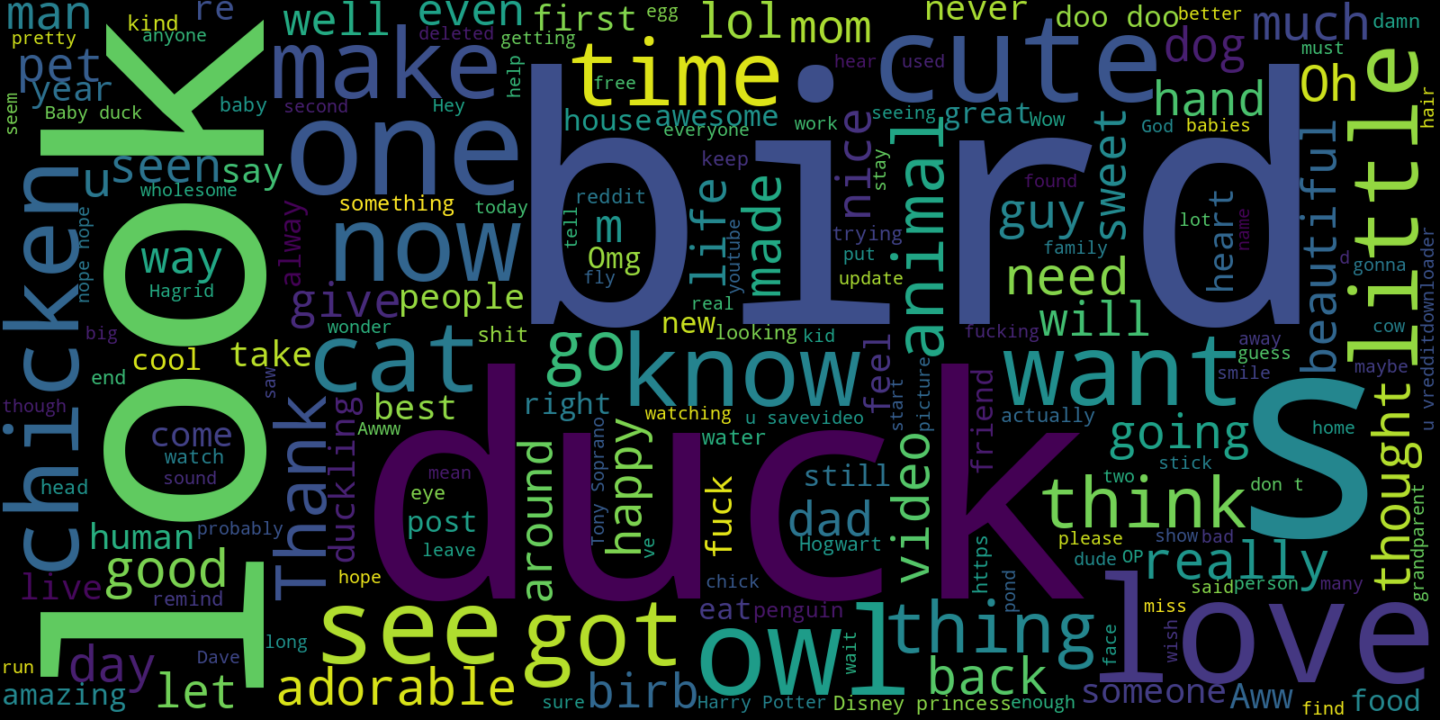 man
kind
re
well
even
first
egg
lol
mom
never
doo doo
better
much
damn
pretty
anyone
deleted
getting
make
time
cute
dog
must
pet
year
look
baby
second
Hey
help
free
hear
used
hand
Oh
little
hair
seem
Baby duck
one
house
awesome
everyone
work
nice
seeing
great
Wow
sweet
God
babies
bird
beautiful
chicken
u
seen
say
keep
stay
animal
found
wholesome
something
today
reddit
m
tell
Omg
fly
life
youtube
made
trying
put
update
guy
family
lot
name
heart
nope nope
way
Hagrid
alway
now
need
d
gonna
u vredditdownloader
give
people
real
big
wonder
shit
new
looking
kid
fucking
will
cow
cool
take
cat
go
know
feel
want
away
guess
smile
maybe
end
saw
start
picture
though
Thank
best
right
watching
u savevideo
actually
come
duckling
Awww
Tony Soprano
happy
water
friend
going
S
home
thought
watch
sound
mean
duck
still
video
stick
head
eye
two
think
don t
human
probably
post
leave
around
ve
fuck
dad
Hogwart
https
please
show
bad
grandparent
dude
OP
really
good
hope
chick
pond
said
person
many
live
remind
see
got
eat
penguin
owl
thing
love
miss
wish
face
long
wait
run
day
Dave
back
amazing
let
adorable
sure
birb
Harry Potter
Disney princess
enough
someone
Aww
find
food